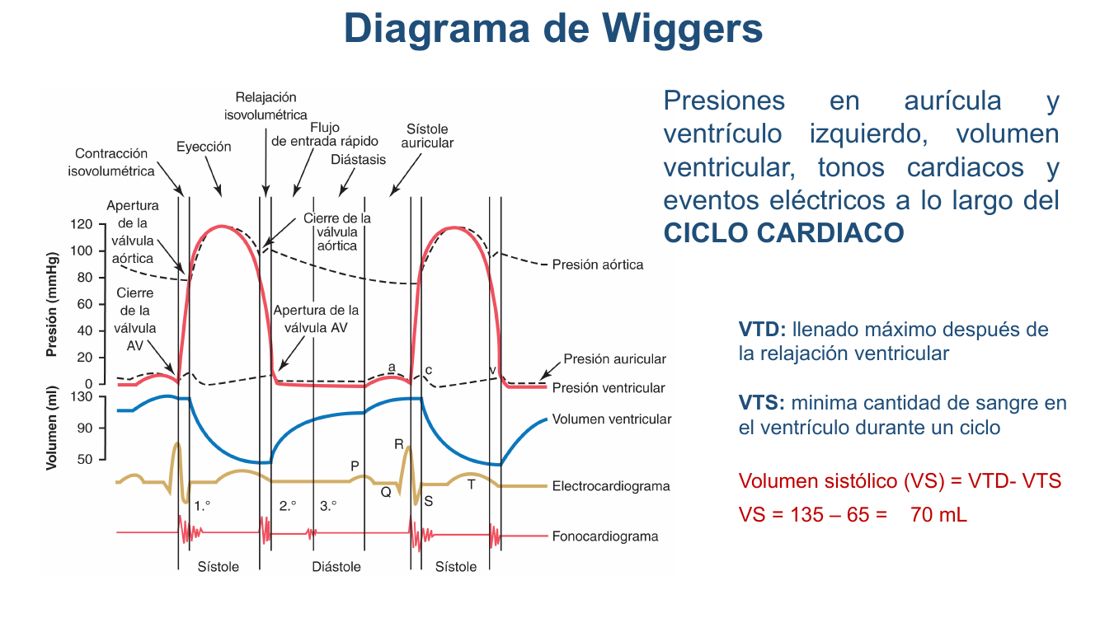 Diagrama de Wiggers
Relajación
isovolumétrica
Flujo
de entrada rápido
Sístole
auricular
Eyección
Diástasis
Contracción
isovolumétrica
Apertura
de la
válvula
aórtica
Cierre de la
válvula
aórtica
Cierre
de la
válvula
AV
Apertura de la
válvula AV
Presión (mmHg)
120
100
80
60
40
20
0
Volumen (ml)
130
90
50
a
c
v
Presión aórtica
Presión auricular
Presión ventricular
Volumen ventricular
R
P
Q
S
T
Electrocardiograma
1.°
2.°
3.°
Fonocardiograma
Sístole
Diástole
Sístole
Presiones en aurícula y
ventrículo izquierdo, volumen
ventricular, tonos cardiacos y
eventos eléctricos a lo largo del
CICLO CARDIACO
VTD: llenado máximo después de
la relajación ventricular
VTS: minima cantidad de sangre en
el ventrículo durante un ciclo
Volumen sistólico (VS) = VTD- VTS
VS = 135 – 65 = 70 mL